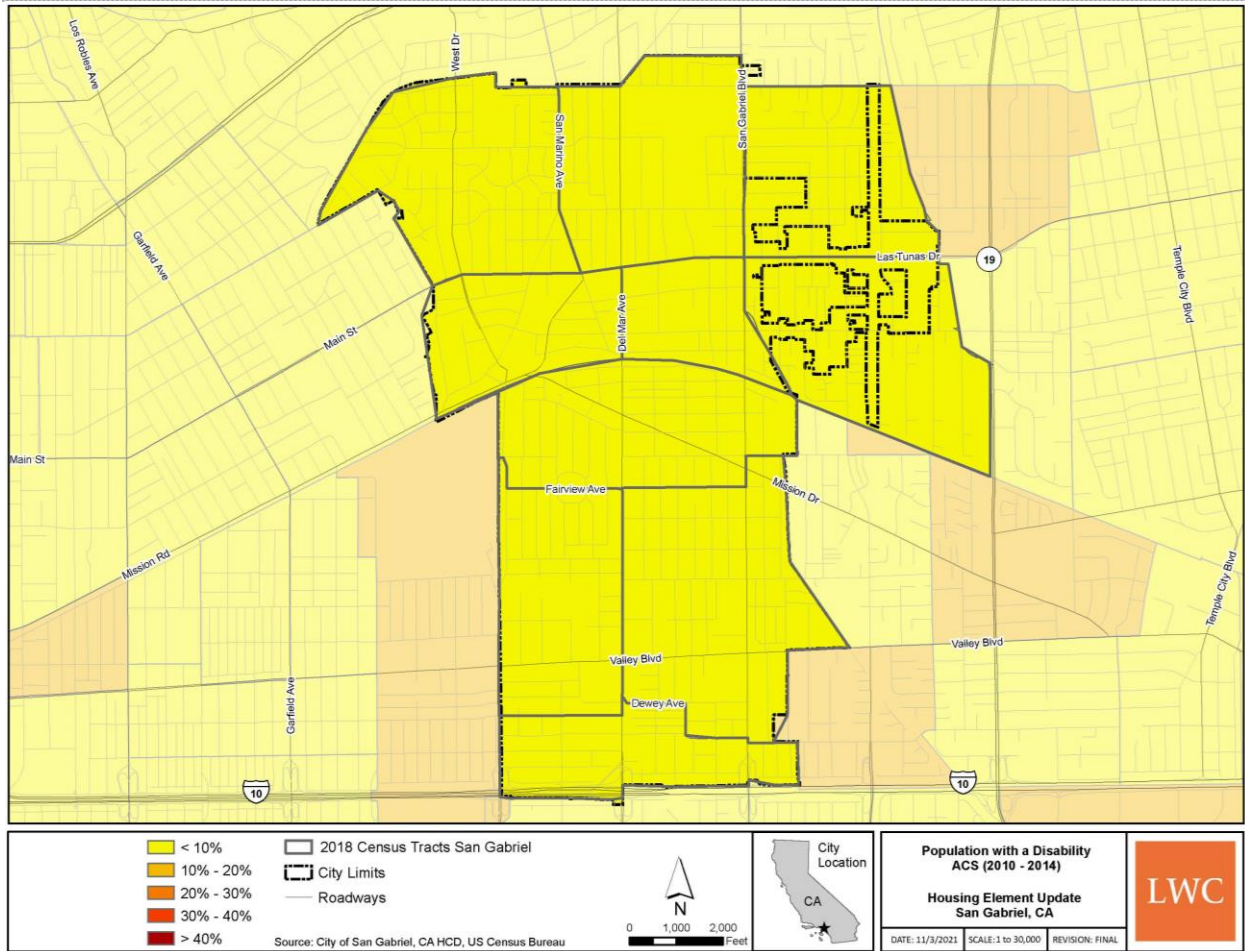 Los Robles Ave
West Dr
San Marino Ave
San Gabriel Blvd
Garfield Ave
Las Tunas Dr
19
Temple City Blvd
Main St
Del Mar Ave
Main St
Fairview Ave
Mission Dr
Mission Rd
Temple City Blvd
Valley Blvd
Valley Blvd
Garfield Ave
Dewey Ave
10
10
< 10%
10% - 20%
20% - 30%
30% - 40%
> 40%
2018 Census Tracts San Gabriel
City Limits
Roadways
Source: City of San Gabriel, CA HCD, US Census Bureau
N
0 1,000 2,000
Feet
City
Location
CA
Population with a Disability
ACS (2010 - 2014)
Housing Element Update
San Gabriel, CA
DATE: 11/3/2021 SCALE:1 to 30,000 REVISION: FINAL
LWC